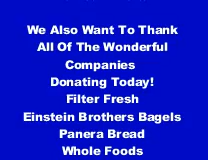 We Also Want To Thank
All Of The Wonderful
Companies
Donating Today!
Filter Fresh
Einstein Brothers Bagels
Panera Bread
Whole Foods